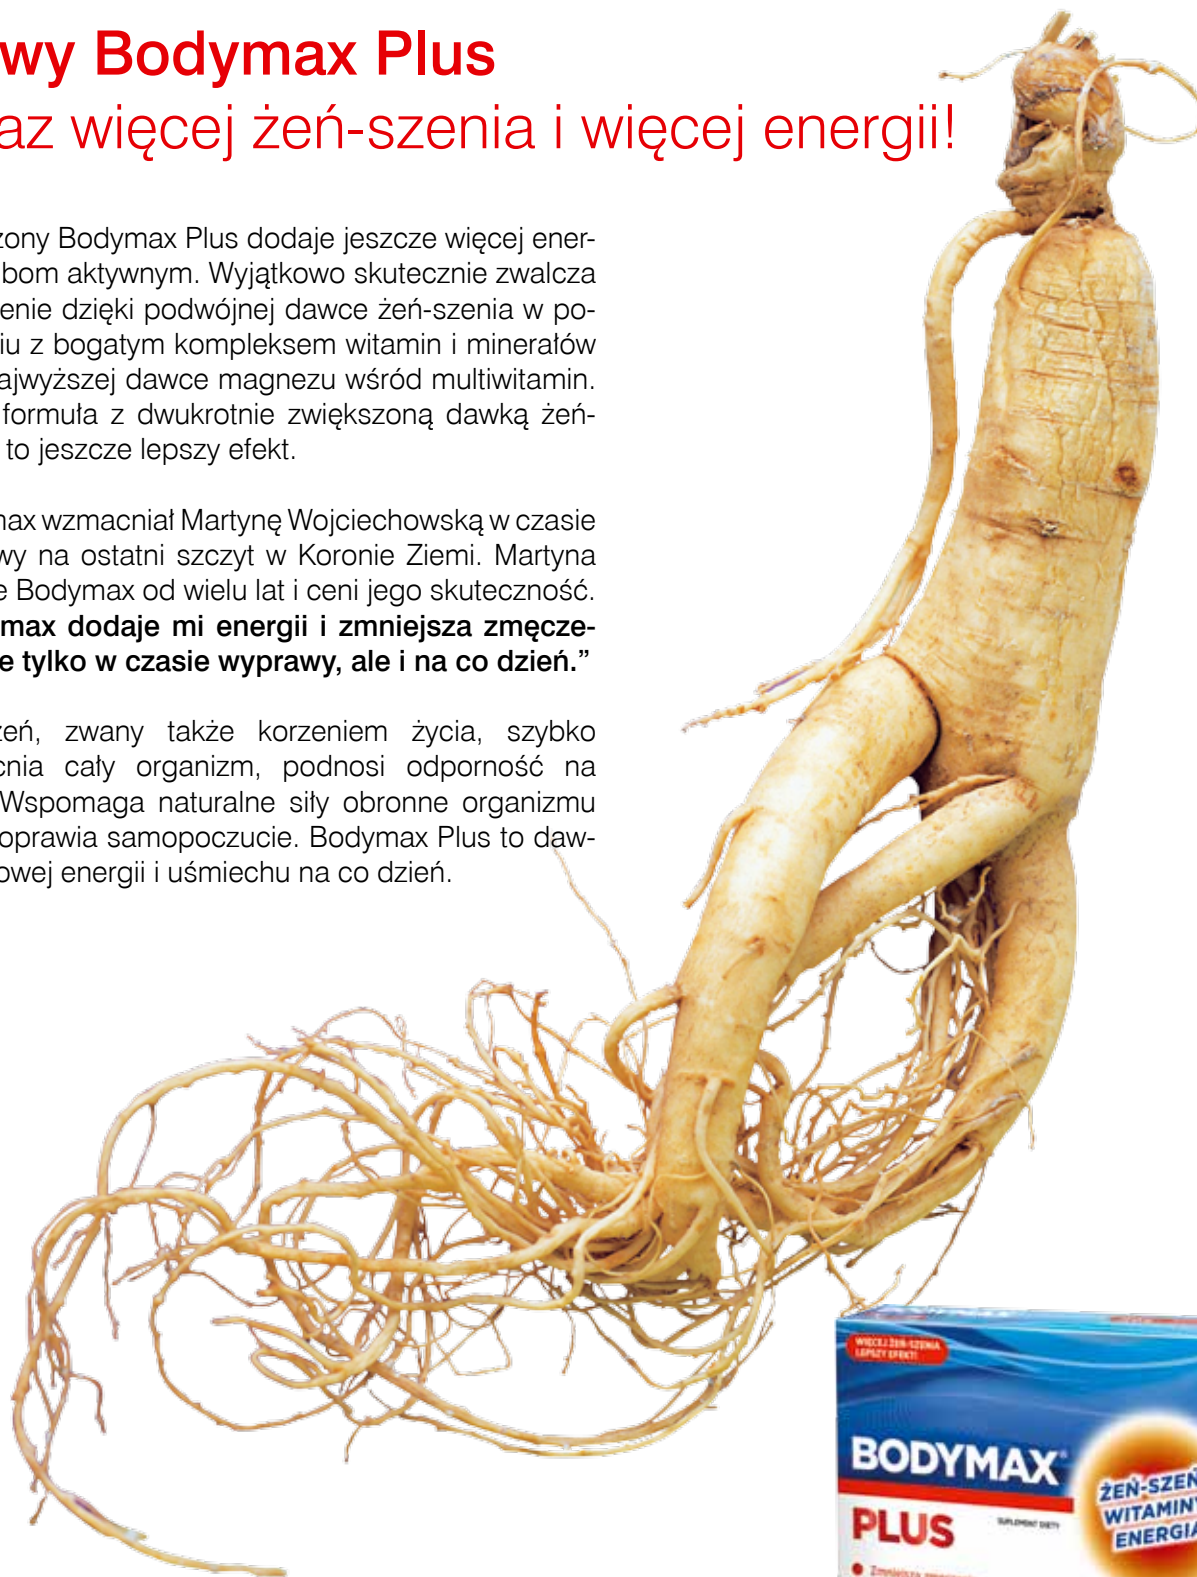 wy Bodymax Plus
az więcej żeń-szenia i więcej energii!
zony Bodymax Plus dodaje jeszcze więcej ener-
bom aktywnym. Wyjątkowo skutecznie zwalcza
enie dzięki podwójnej dawce żeń-szenia w po-
iu z bogatym kompleksem witamin i minerałów
ajwyższej dawce magnezu wśród multiwitamin.
formuła z dwukrotnie zwiększoną dawką żeń-
to jeszcze lepszy efekt.
nax wzmacniał Martynę Wojciechowską w czasie
wy na ostatni szczyt w Koronie Ziemi. Martyna
e Bodymax od wielu lat i ceni jego skuteczność.
max dodaje mi energii i zmniejsza zmęcze-
e tylko w czasie wyprawy, ale i na co dzień.”
eń, zwany także korzeniem życia, szybko
cnia cały organizm, podnosi odporność na
Wspomaga naturalne siły obronne organizmu
oprawia samopoczucie. Bodymax Plus to daw-
owej energii i uśmiechu na co dzień.
WIĘCEJ ŻEŃ-SZENIA
LEPSZY EFEKT!
BODYMAX®
PLUS
SUPLEMENT DIETY
ŻEŃ-SZEŃ
WITAMINY
ENERGIA